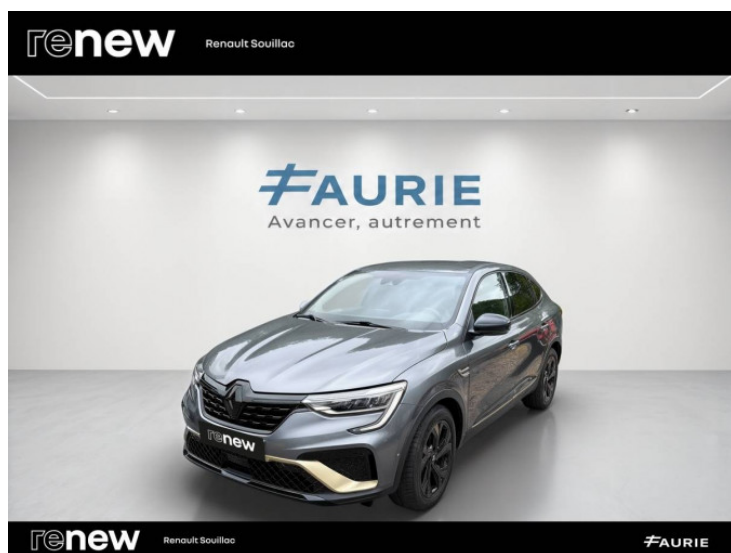 renew
Renault Souillac
FAURIE
Avancer, autrement
renew
renew
Renault Souillac
FAURIE